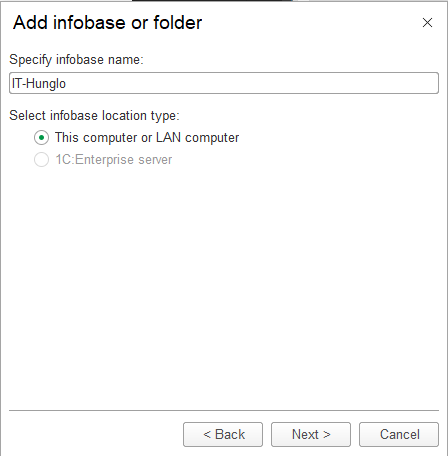 Add infobase or folder
Specify infobase name:
IT-Hunglo
Select infobase location type:
This computer or LAN computer
1C:Enterprise server
< Back Next > Cancel